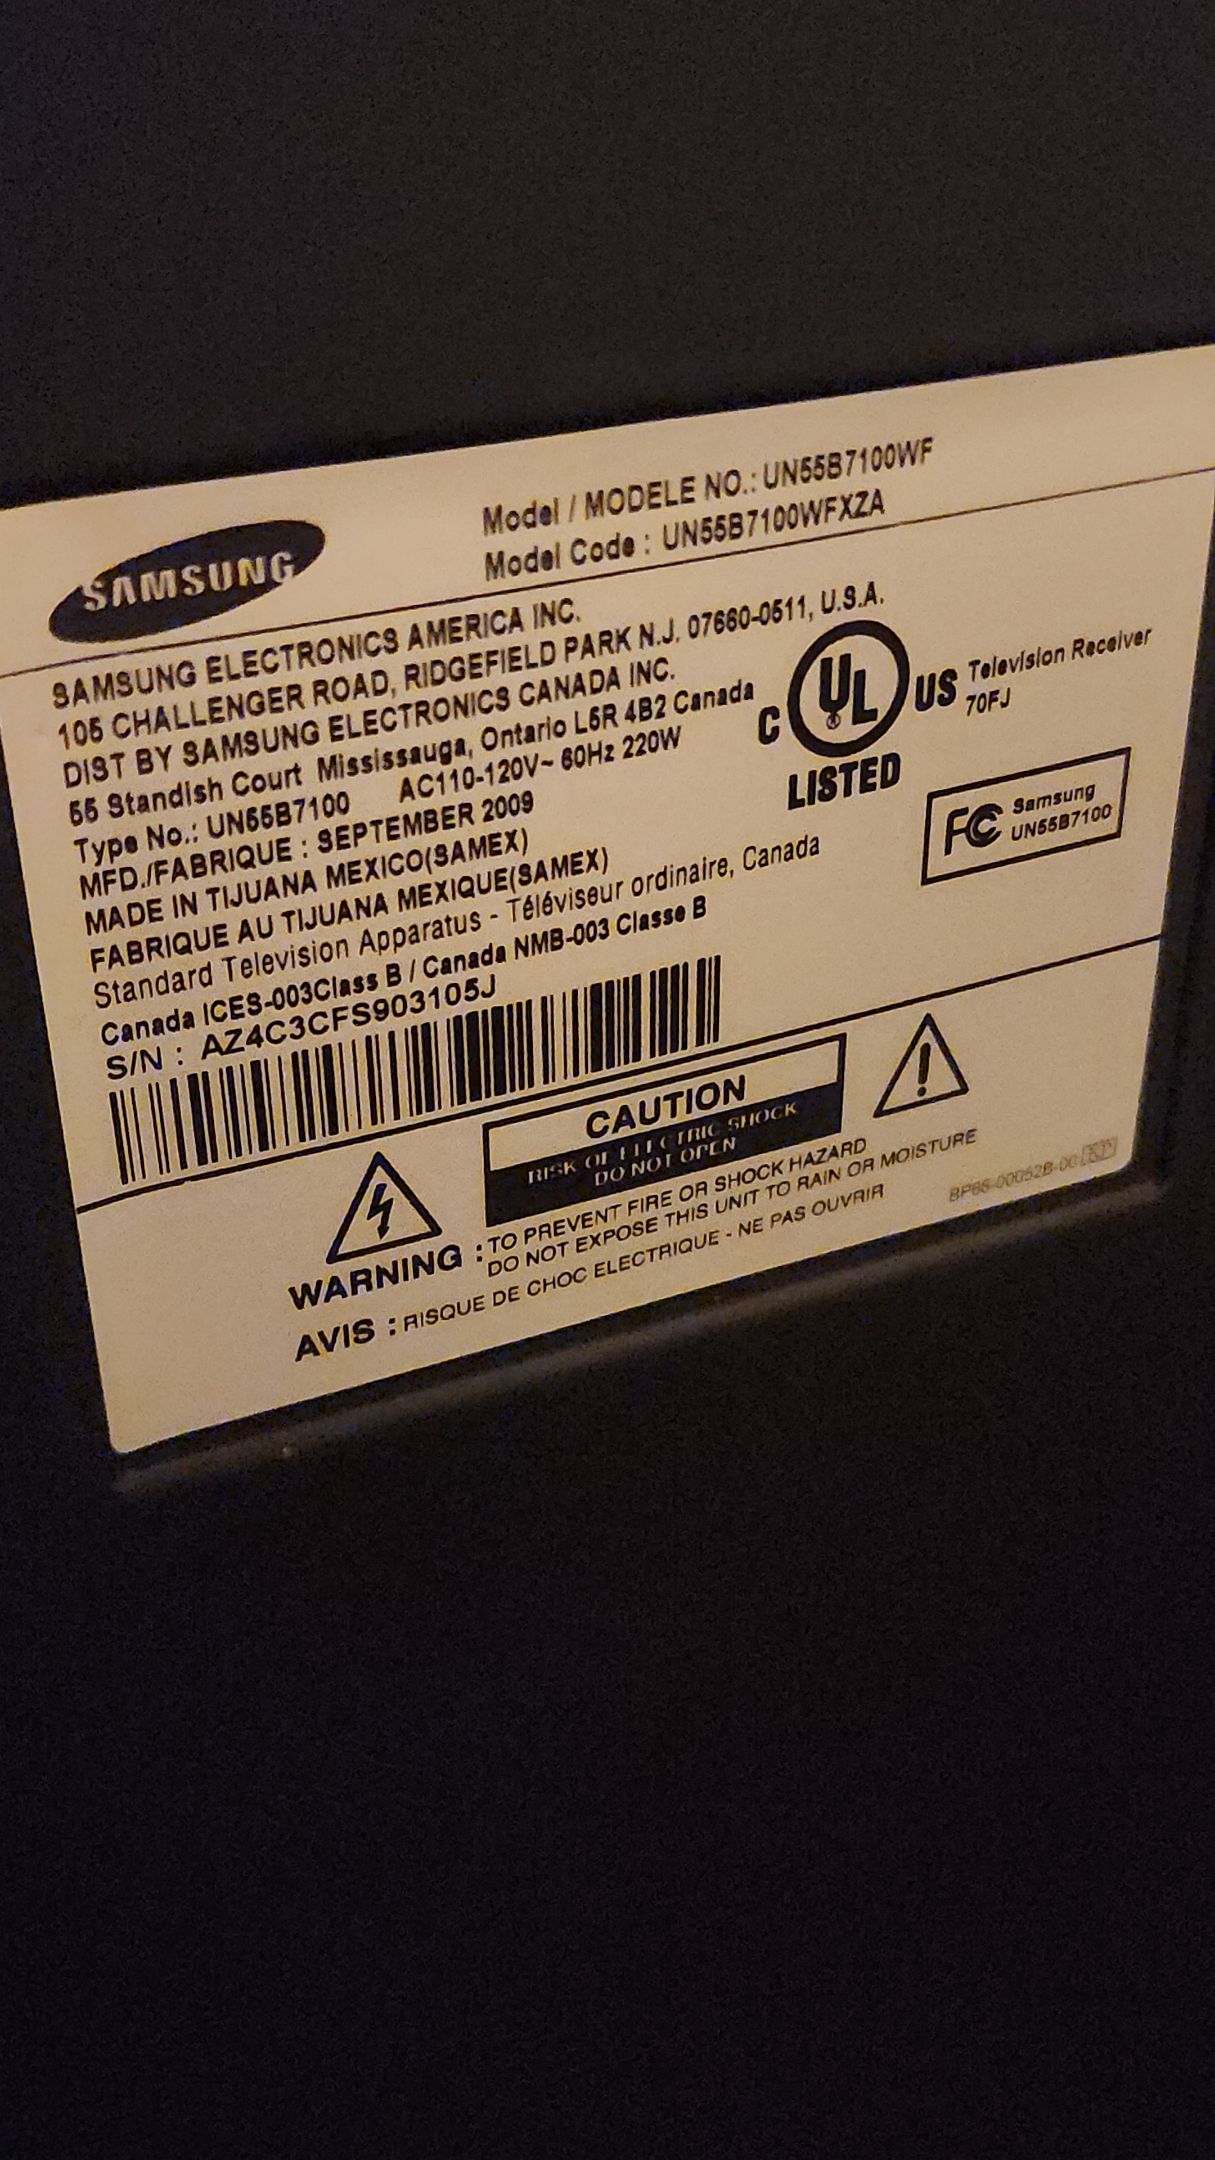 SAMSUNG
Model / MODELE NO.: UN55B7100WF
Model Code : UN55B7100WFXZA
SAMSUNG ELECTRONICS AMERICA INC.
105 CHALLENGER ROAD, RIDGEFIELD PARK N.J. 07660-0511, U.S.A.
DIST BY SAMSUNG ELECTRONICS CANADA INC.
55 Standish Court Mississauga, Ontario L5R 4B2 Canada
Type No.: UN55B7100 AC110-120V~ 60Hz 220W
MFD./FABRIQUE : SEPTEMBER 2009
MADE IN TIJUANA MEXICO(SAMEX)
FABRIQUE AU TIJUANA MEXIQUE(SAMEX)
Standard Television Apparatus - Téléviseur ordinaire, Canada
Canada ICES-003Class B / Canada NMB-003 Classe B
S/N : AZ4C3CFS903105J
C UL US
LISTED
Television Receiver
70FJ
FC Samsung
UN55B7100
CAUTION
RISK OF ELECTRIC SHOCK
DO NOT OPEN
WARNING : TO PREVENT FIRE OR SHOCK HAZARD
DO NOT EXPOSE THIS UNIT TO RAIN OR MOISTURE
AVIS : RISQUE DE CHOC ELECTRIQUE - NE PAS OUVRIR